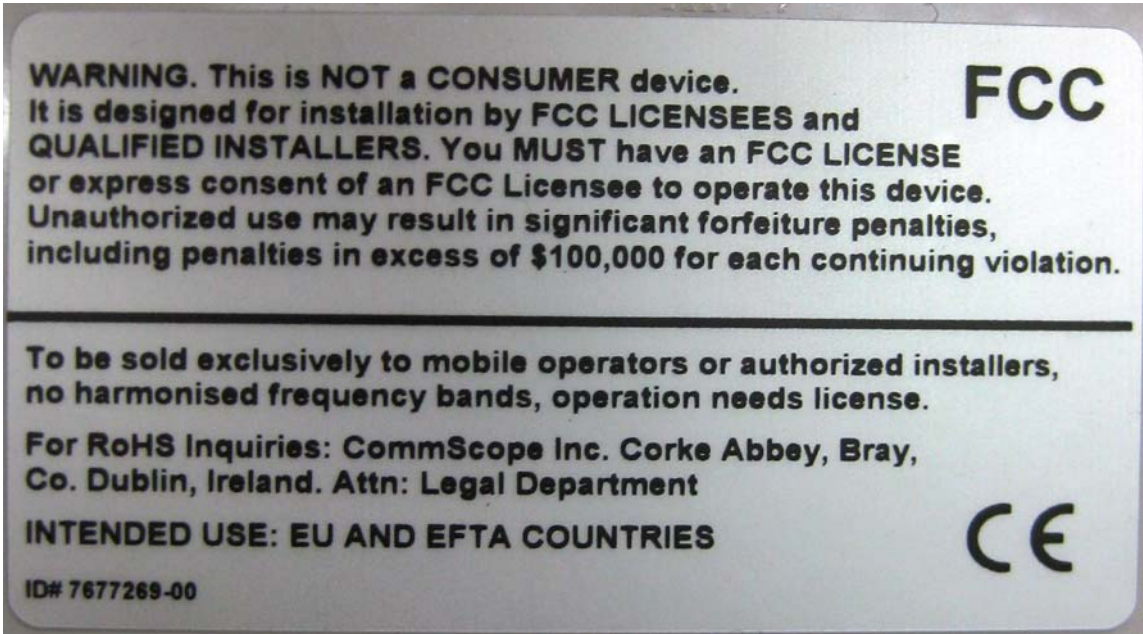 WARNING. This is NOT a CONSUMER device.
FCC
It is designed for installation by FCC LICENSEES and
QUALIFIED INSTALLERS. You MUST have an FCC LICENSE
or express consent of an FCC Licensee to operate this device.
Unauthorized use may result in significant forfeiture penalties,
including penalties in excess of $100,000 for each continuing violation.
To be sold exclusively to mobile operators or authorized installers,
no harmonised frequency bands, operation needs license.
For RoHS Inquiries: CommScope Inc. Corke Abbey, Bray,
Co. Dublin, Ireland. Attn: Legal Department
INTENDED USE: EU AND EFTA COUNTRIES
CE
ID# 7677269-00